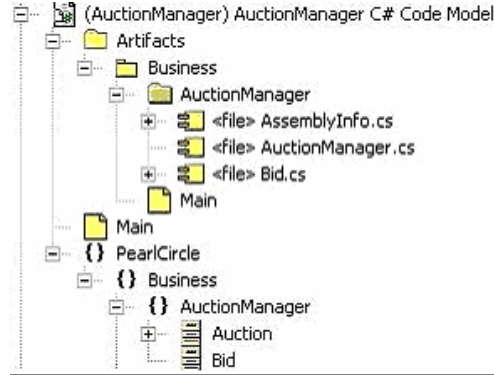 (AuctionManager) AuctionManager C# Code Model
Artifacts
Business
AuctionManager
<file> AssemblyInfo.cs
<file> AuctionManager.cs
<file> Bid.cs
Main
Main
{} PearlCircle
{} Business
{} AuctionManager
Auction
Bid